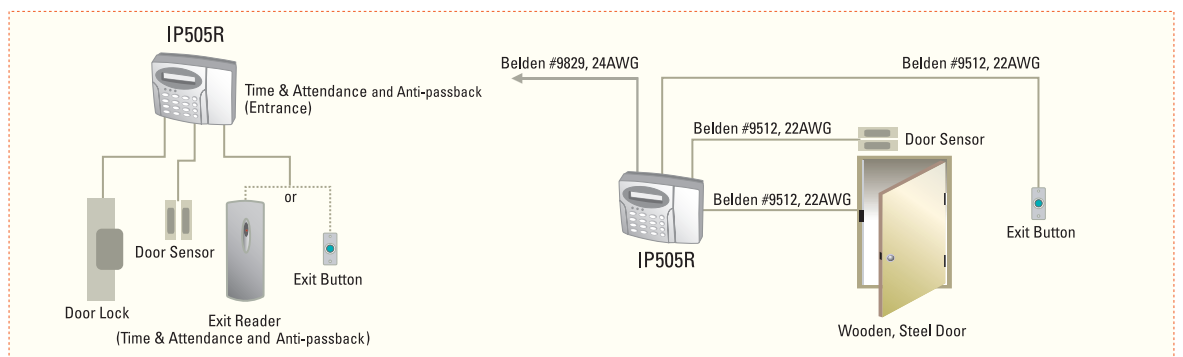 IP505R
Time & Attendance and Anti-passback
(Entrance)
or
Door Sensor
Exit Button
Door Lock
Exit Reader
(Time & Attendance and Anti-passback)
Belden #9829, 24AWG
Belden #9512, 22AWG
Belden #9512, 22AWG
Door Sensor
Belden #9512, 22AWG
Exit Button
IP505R
Wooden, Steel Door